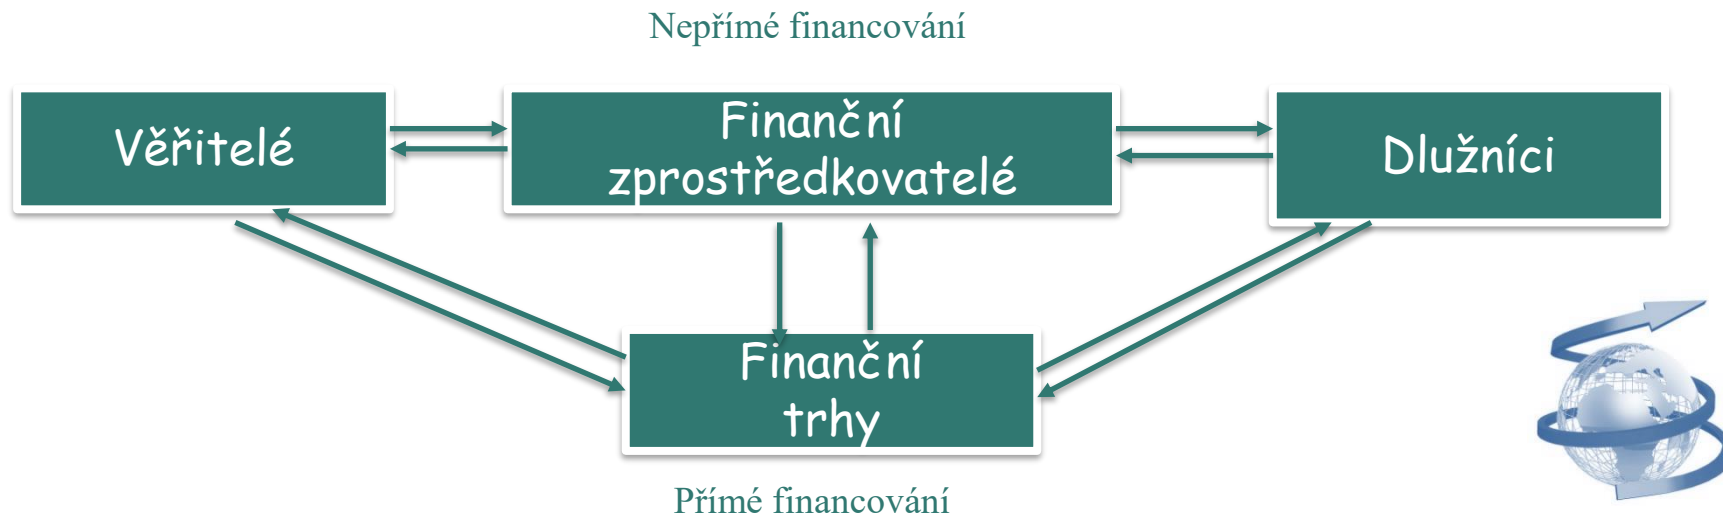 Nepřímé financování
Věřitelé
Finanční
zprostředkovatelé
Dlužníci
Finanční
trhy
Přímé financování